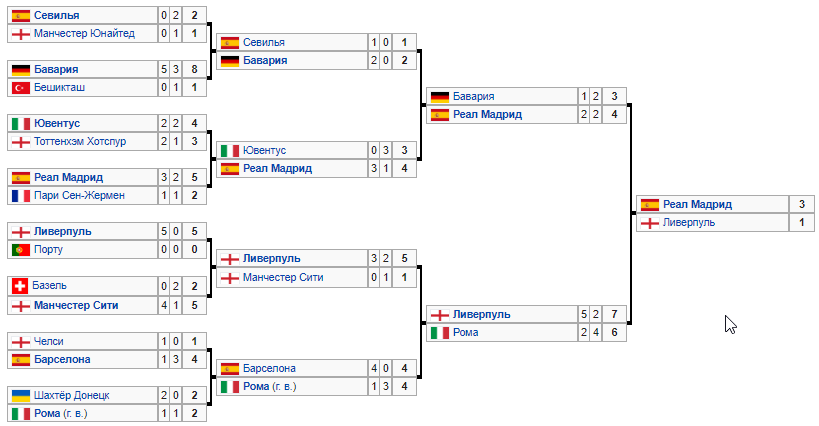 Севилья 0 2 2
Манчестер Юнайтед 0 1 1
Бавария 5 3 8
Бешикташ 0 1 1
Ювентус 2 2 4
Тоттенхэм Хотспур 2 1 3
Реал Мадрид 3 2 5
Пари Сен-Жермен 1 1 2
Ливерпуль 5 0 5
Порту 0 0 0
Базель 0 2 2
Манчестер Сити 4 1 5
Челси 1 0 1
Барселона 1 3 4
Шахтёр Донецк 2 0 2
Рома (г. в.) 1 1 2
Севилья 1 0 1
Бавария 2 0 2
Ювентус 0 3 3
Реал Мадрид 3 1 4
Ливерпуль 3 2 5
Манчестер Сити 0 1 1
Барселона 4 0 4
Рома (г. в.) 1 3 4
Бавария 1 2 3
Реал Мадрид 2 2 4
Ливерпуль 5 2 7
Рома 2 4 6
Реал Мадрид 3
Ливерпуль 1